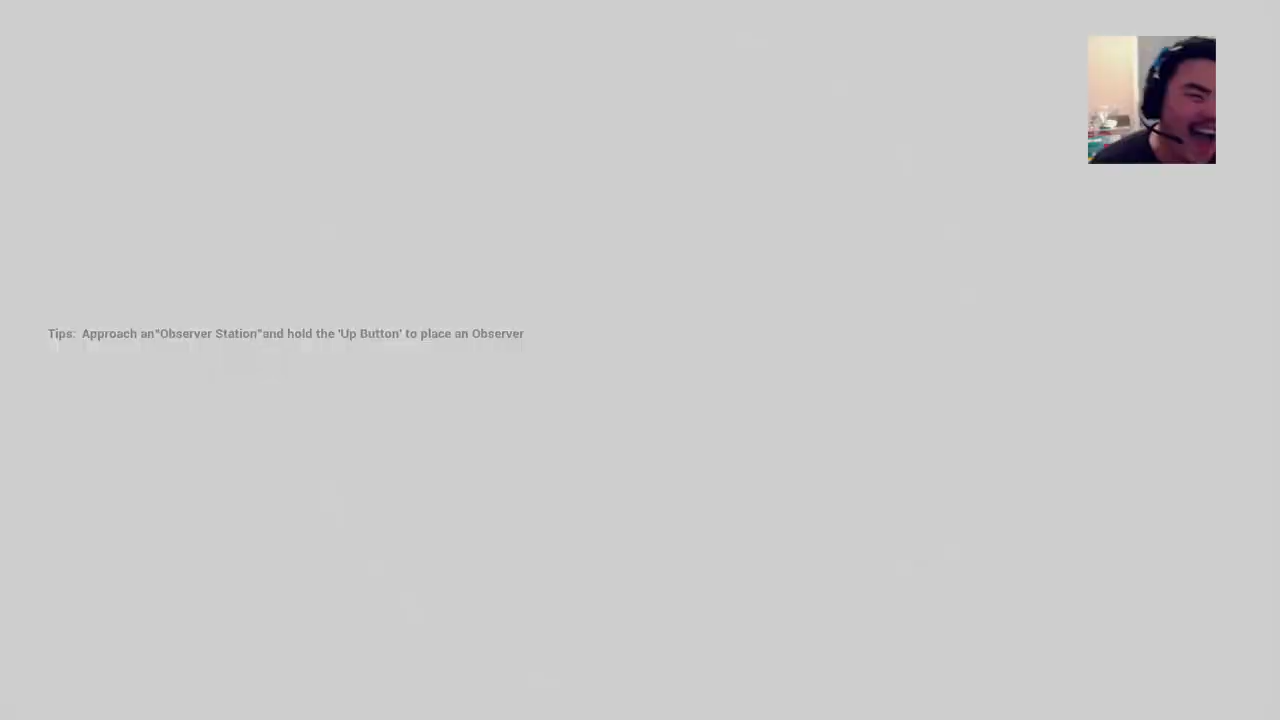 Tips:  Approach an"Observer Station"and hold the 'Up Button' to place an Observer